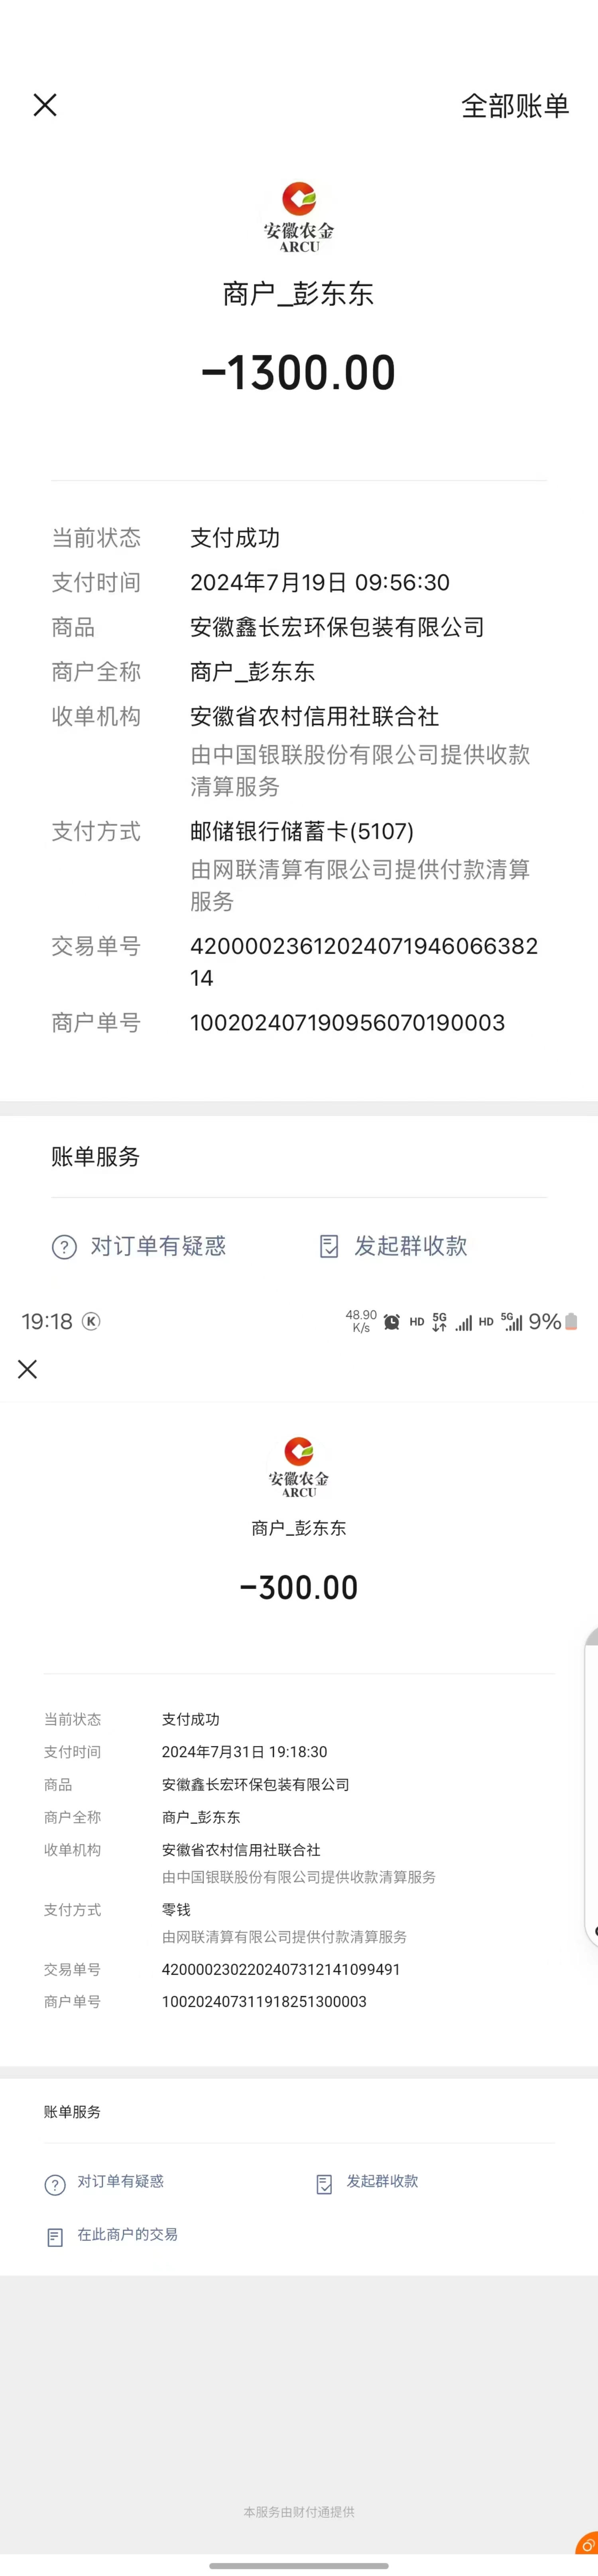 全部账单
安徽农金
ARCU
商户_彭东东
-1300.00
当前状态 支付成功
支付时间 2024年7月19日 09:56:30
商品 安徽鑫长宏环保包装有限公司
商户全称 商户_彭东东
收单机构 安徽省农村信用社联合社
由中国银联股份有限公司提供收款
清算服务
支付方式 邮储银行储蓄卡(5107)
由网联清算有限公司提供付款清算
服务
交易单号 42000023612024071946066382
14
商户单号 100202407190956070190003
账单服务
对订单有疑惑 发起群收款
19:18 K 48.90 K/s HD 5G HD 5G 9%
安徽农金
ARCU
商户_彭东东
-300.00
当前状态 支付成功
支付时间 2024年7月31日 19:18:30
商品 安徽鑫长宏环保包装有限公司
商户全称 商户_彭东东
收单机构 安徽省农村信用社联合社
由中国银联股份有限公司提供收款清算服务
支付方式 零钱
由网联清算有限公司提供付款清算服务
交易单号 4200002302202407312141099491
商户单号 100202407311918251300003
账单服务
对订单有疑惑 发起群收款
在此商户的交易
本服务由财付通提供